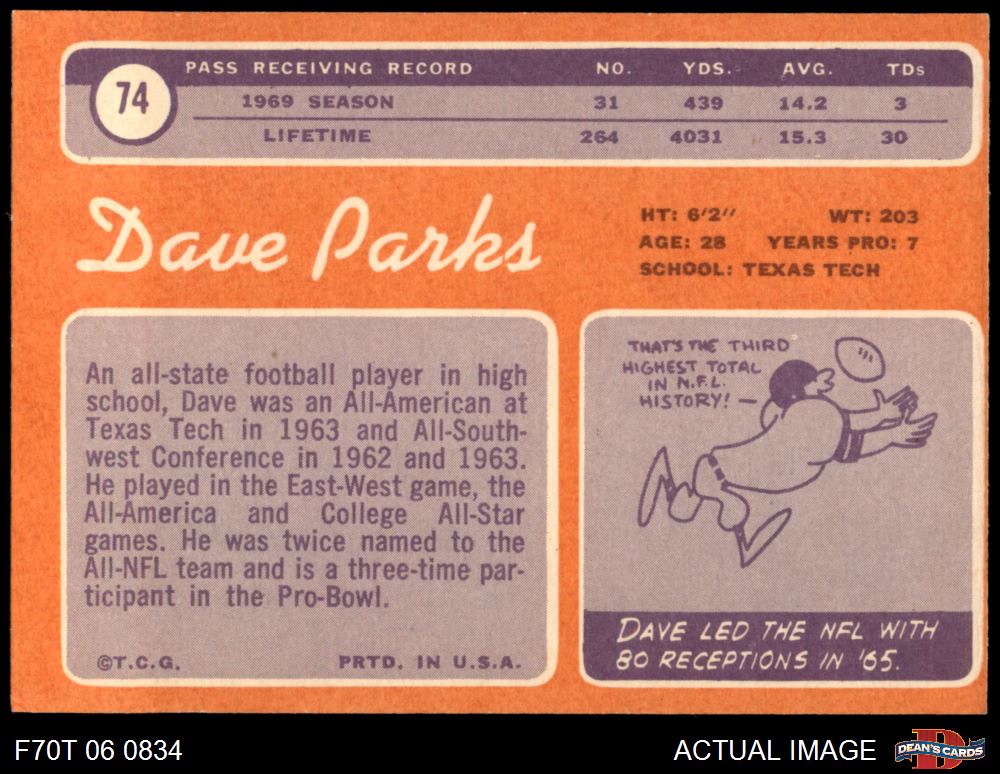 74
PASS RECEIVING RECORD NO. YDS. AVG. TDs
1969 SEASON 31 439 14.2 3
LIFETIME 264 4031 15.3 30
Dave Parks
HT: 6'2" WT: 203
AGE: 28 YEARS PRO: 7
SCHOOL: TEXAS TECH
An all-state football player in high
school, Dave was an All-American at
Texas Tech in 1963 and All-South-
west Conference in 1962 and 1963.
He played in the East-West game, the
All-America and College All-Star
games. He was twice named to the
All-NFL team and is a three-time par-
ticipant in the Pro-Bowl.
©T.C.G. PRTD. IN U.S.A.
THAT'S THE THIRD
HIGHEST TOTAL
IN N.F.L.
HISTORY! —
DAVE LED THE NFL WITH
80 RECEPTIONS IN '65.
F70T 06 0834
ACTUAL IMAGE
D
DEAN'S CARDS